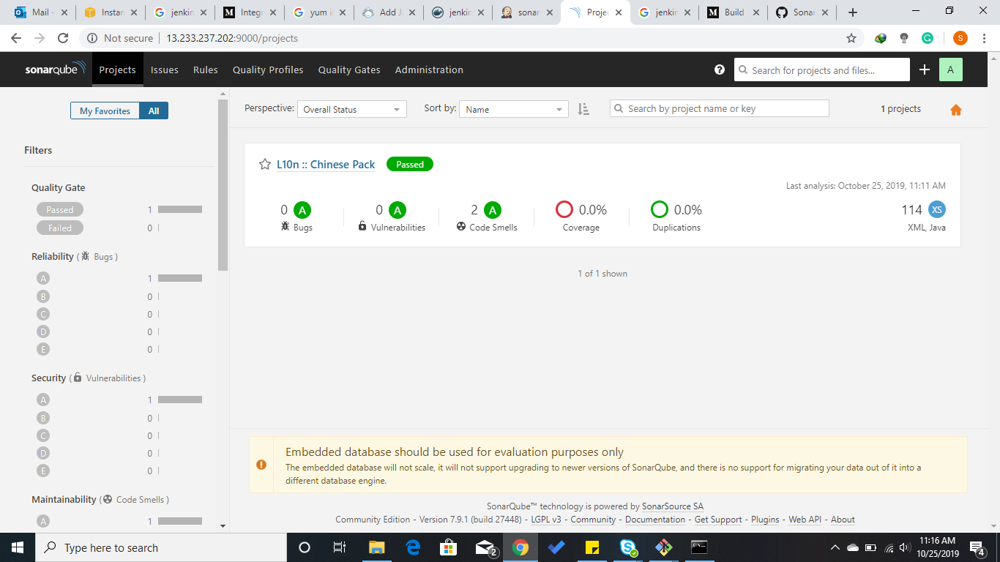 Mail -
Instan
jenkin
Integr
yum i
Add J
jenkin
sonar
Projec
jenkin
Build
Sonar
Not secure
13.233.237.202:9000/projects
S
sonarqube
Projects
Issues
Rules
Quality Profiles
Quality Gates
Administration
Search for projects and files...
A
My Favorites
All
Perspective:
Overall Status
Sort by:
Name
Search by project name or key
1 projects
Filters
Quality Gate
Passed 1
Failed 0
Reliability ( Bugs )
A 1
B 0
C 0
D 0
E 0
Security ( Vulnerabilities )
A 1
B 0
C 0
D 0
E 0
Maintainability ( Code Smells )
A 1
L10n :: Chinese Pack
Passed
Last analysis: October 25, 2019, 11:11 AM
0 A
Bugs
0 A
Vulnerabilities
2 A
Code Smells
0.0%
Coverage
0.0%
Duplications
114 XS
XML, Java
1 of 1 shown
Embedded database should be used for evaluation purposes only
The embedded database will not scale, it will not support upgrading to newer versions of SonarQube, and there is no support for migrating your data out of it into a
different database engine.
SonarQube™ technology is powered by SonarSource SA
Community Edition - Version 7.9.1 (build 27448) - LGPL v3 - Community - Documentation - Get Support - Plugins - Web API - About
Type here to search
2
11:16 AM
10/25/2019
4